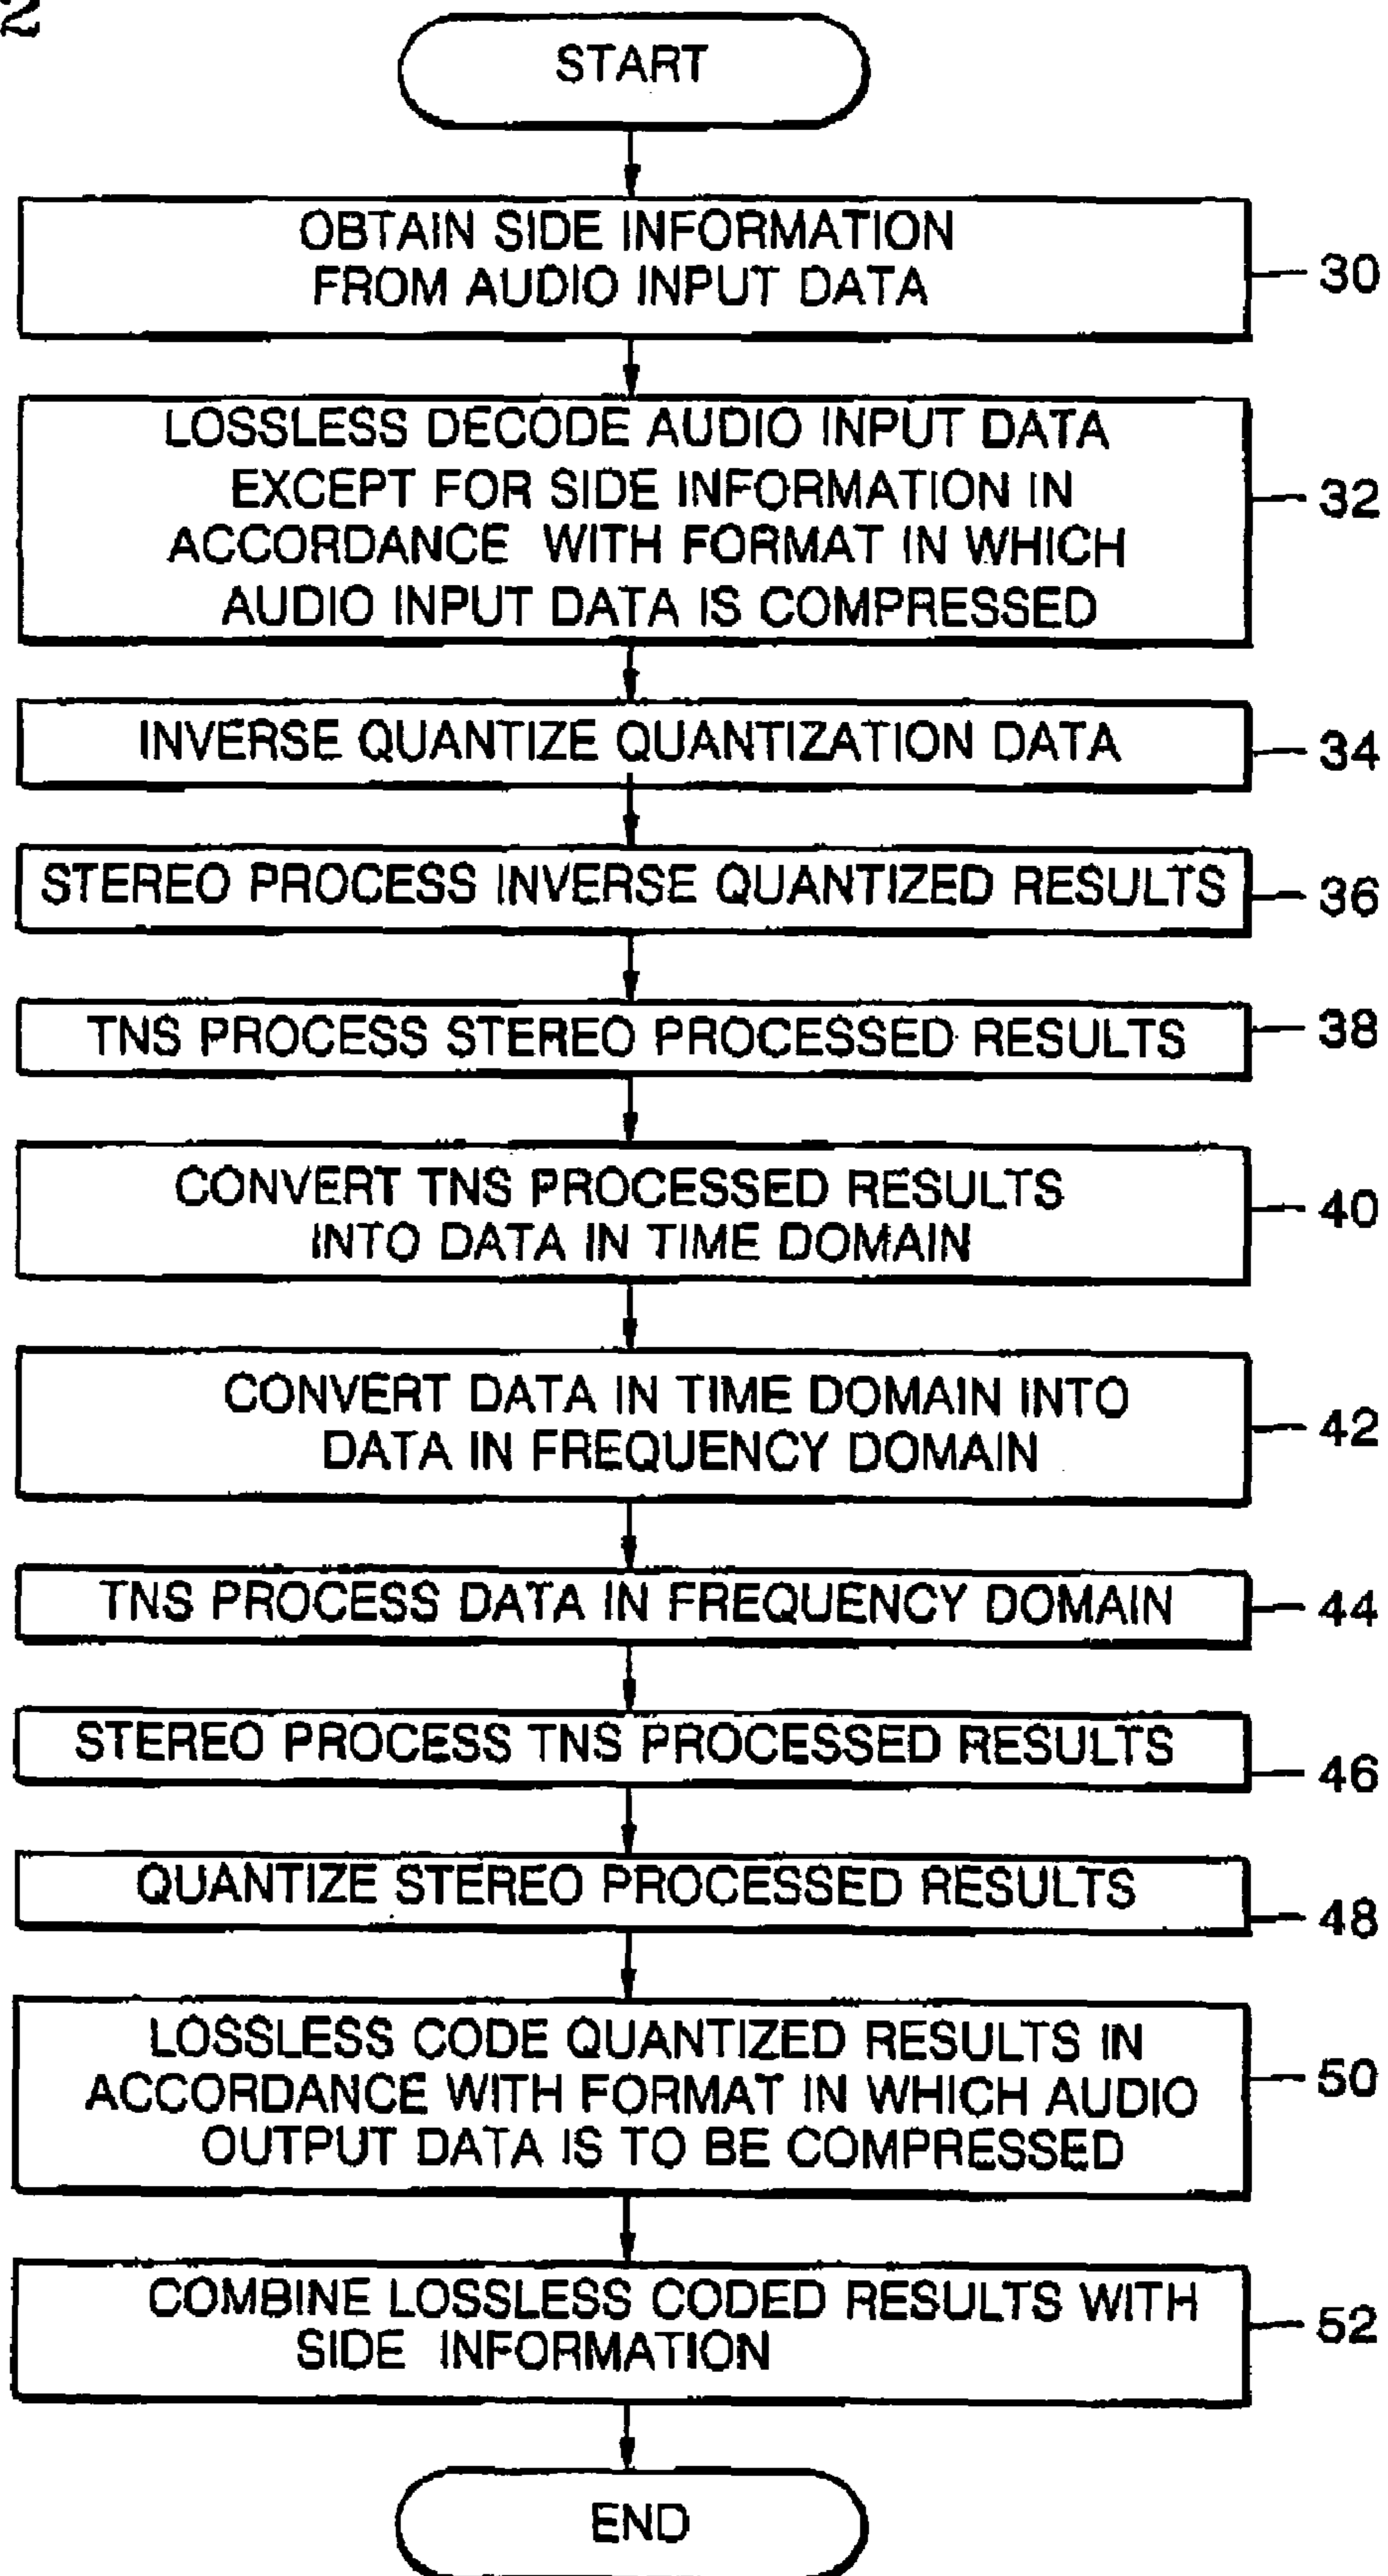 2
START
OBTAIN SIDE INFORMATION
FROM AUDIO INPUT DATA
30
LOSSLESS DECODE AUDIO INPUT DATA
EXCEPT FOR SIDE INFORMATION IN
ACCORDANCE WITH FORMAT IN WHICH
AUDIO INPUT DATA IS COMPRESSED
32
INVERSE QUANTIZE QUANTIZATION DATA
34
STEREO PROCESS INVERSE QUANTIZED RESULTS
36
TNS PROCESS STEREO PROCESSED RESULTS
38
CONVERT TNS PROCESSED RESULTS
INTO DATA IN TIME DOMAIN
40
CONVERT DATA IN TIME DOMAIN INTO
DATA IN FREQUENCY DOMAIN
42
TNS PROCESS DATA IN FREQUENCY DOMAIN
44
STEREO PROCESS TNS PROCESSED RESULTS
46
QUANTIZE STEREO PROCESSED RESULTS
48
LOSSLESS CODE QUANTIZED RESULTS IN
ACCORDANCE WITH FORMAT IN WHICH AUDIO
OUTPUT DATA IS TO BE COMPRESSED
50
COMBINE LOSSLESS CODED RESULTS WITH
SIDE INFORMATION
52
END